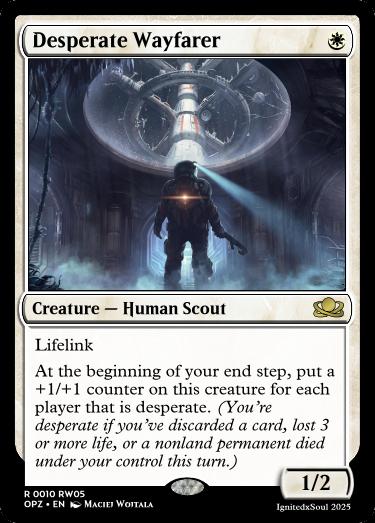 Desperate Wayfarer
Creature — Human Scout
Lifelink
At the beginning of your end step, put a
+1/+1 counter on this creature for each
player that is desperate. (You're
desperate if you've discarded a card, lost 3
or more life, or a nonland permanent died
under your control this turn.)
1/2
R 0010 RW05
OPZ • EN Maciej Wojtala
IgnitedxSoul 2025